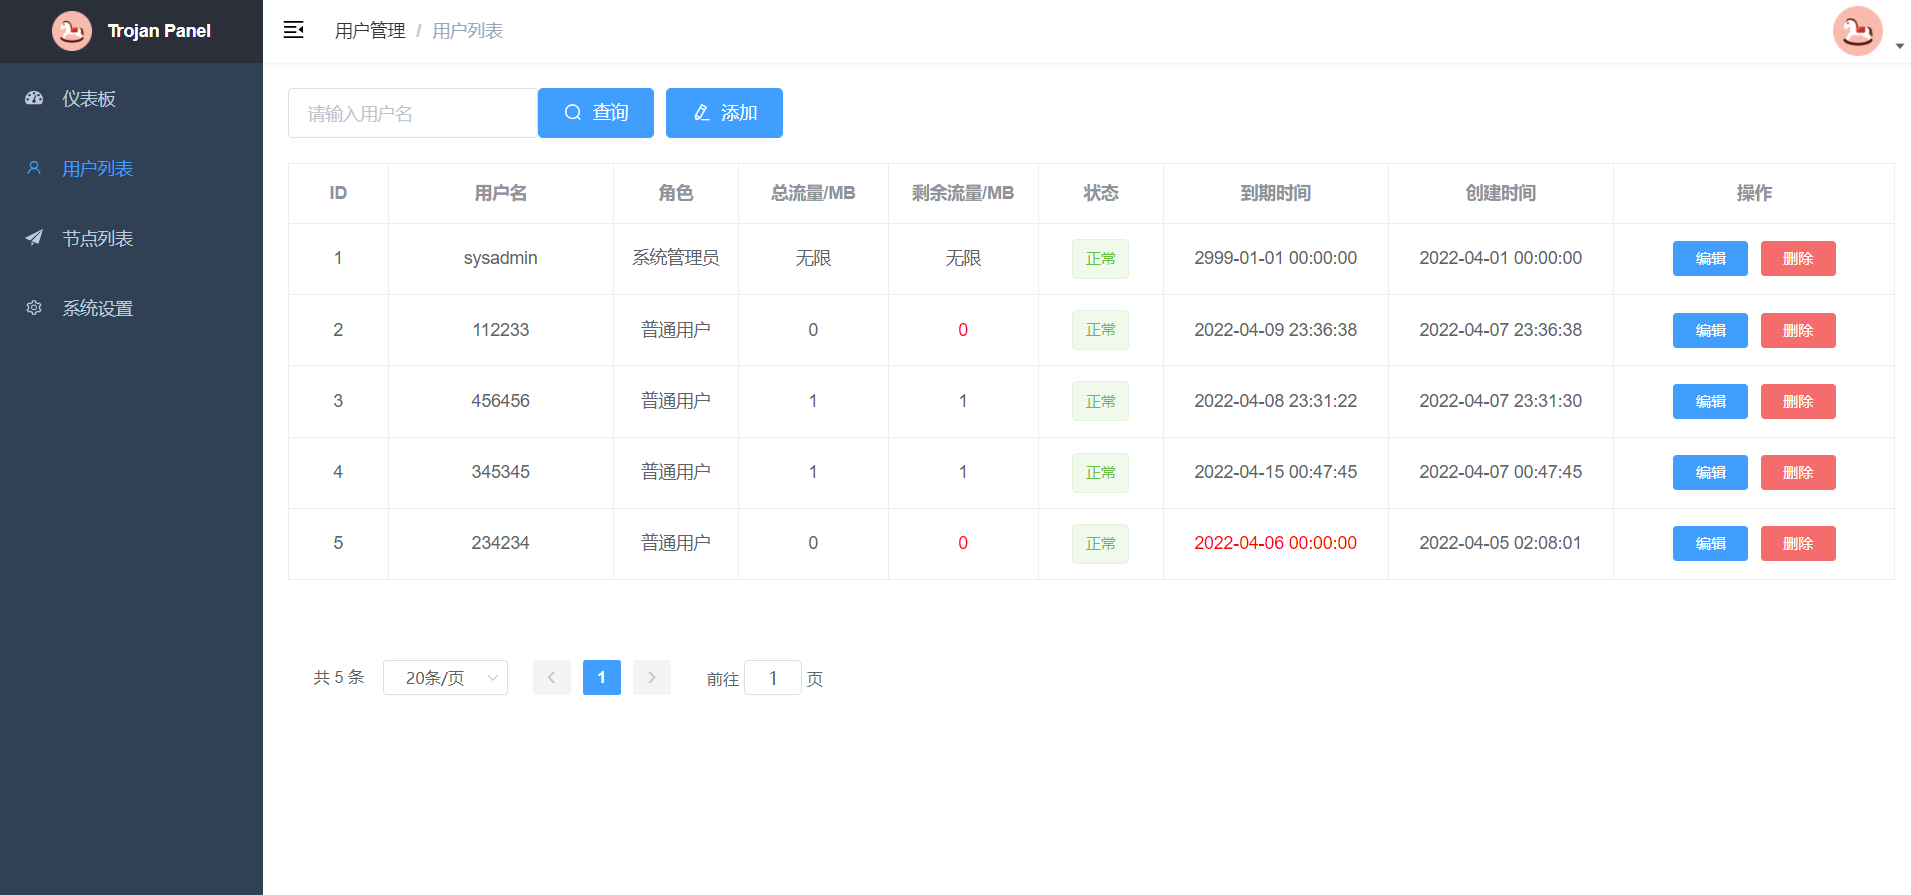 Trojan Panel
仪表板
用户列表
节点列表
系统设置
用户管理 / 用户列表
请输入用户名 查询 添加
ID 用户名 角色 总流量/MB 剩余流量/MB 状态 到期时间 创建时间 操作
1 sysadmin 系统管理员 无限 无限 正常 2999-01-01 00:00:00 2022-04-01 00:00:00 编辑 删除
2 112233 普通用户 0 0 正常 2022-04-09 23:36:38 2022-04-07 23:36:38 编辑 删除
3 456456 普通用户 1 1 正常 2022-04-08 23:31:22 2022-04-07 23:31:30 编辑 删除
4 345345 普通用户 1 1 正常 2022-04-15 00:47:45 2022-04-07 00:47:45 编辑 删除
5 234234 普通用户 0 0 正常 2022-04-06 00:00:00 2022-04-05 02:08:01 编辑 删除
共 5 条 20条/页 1 前往 1 页